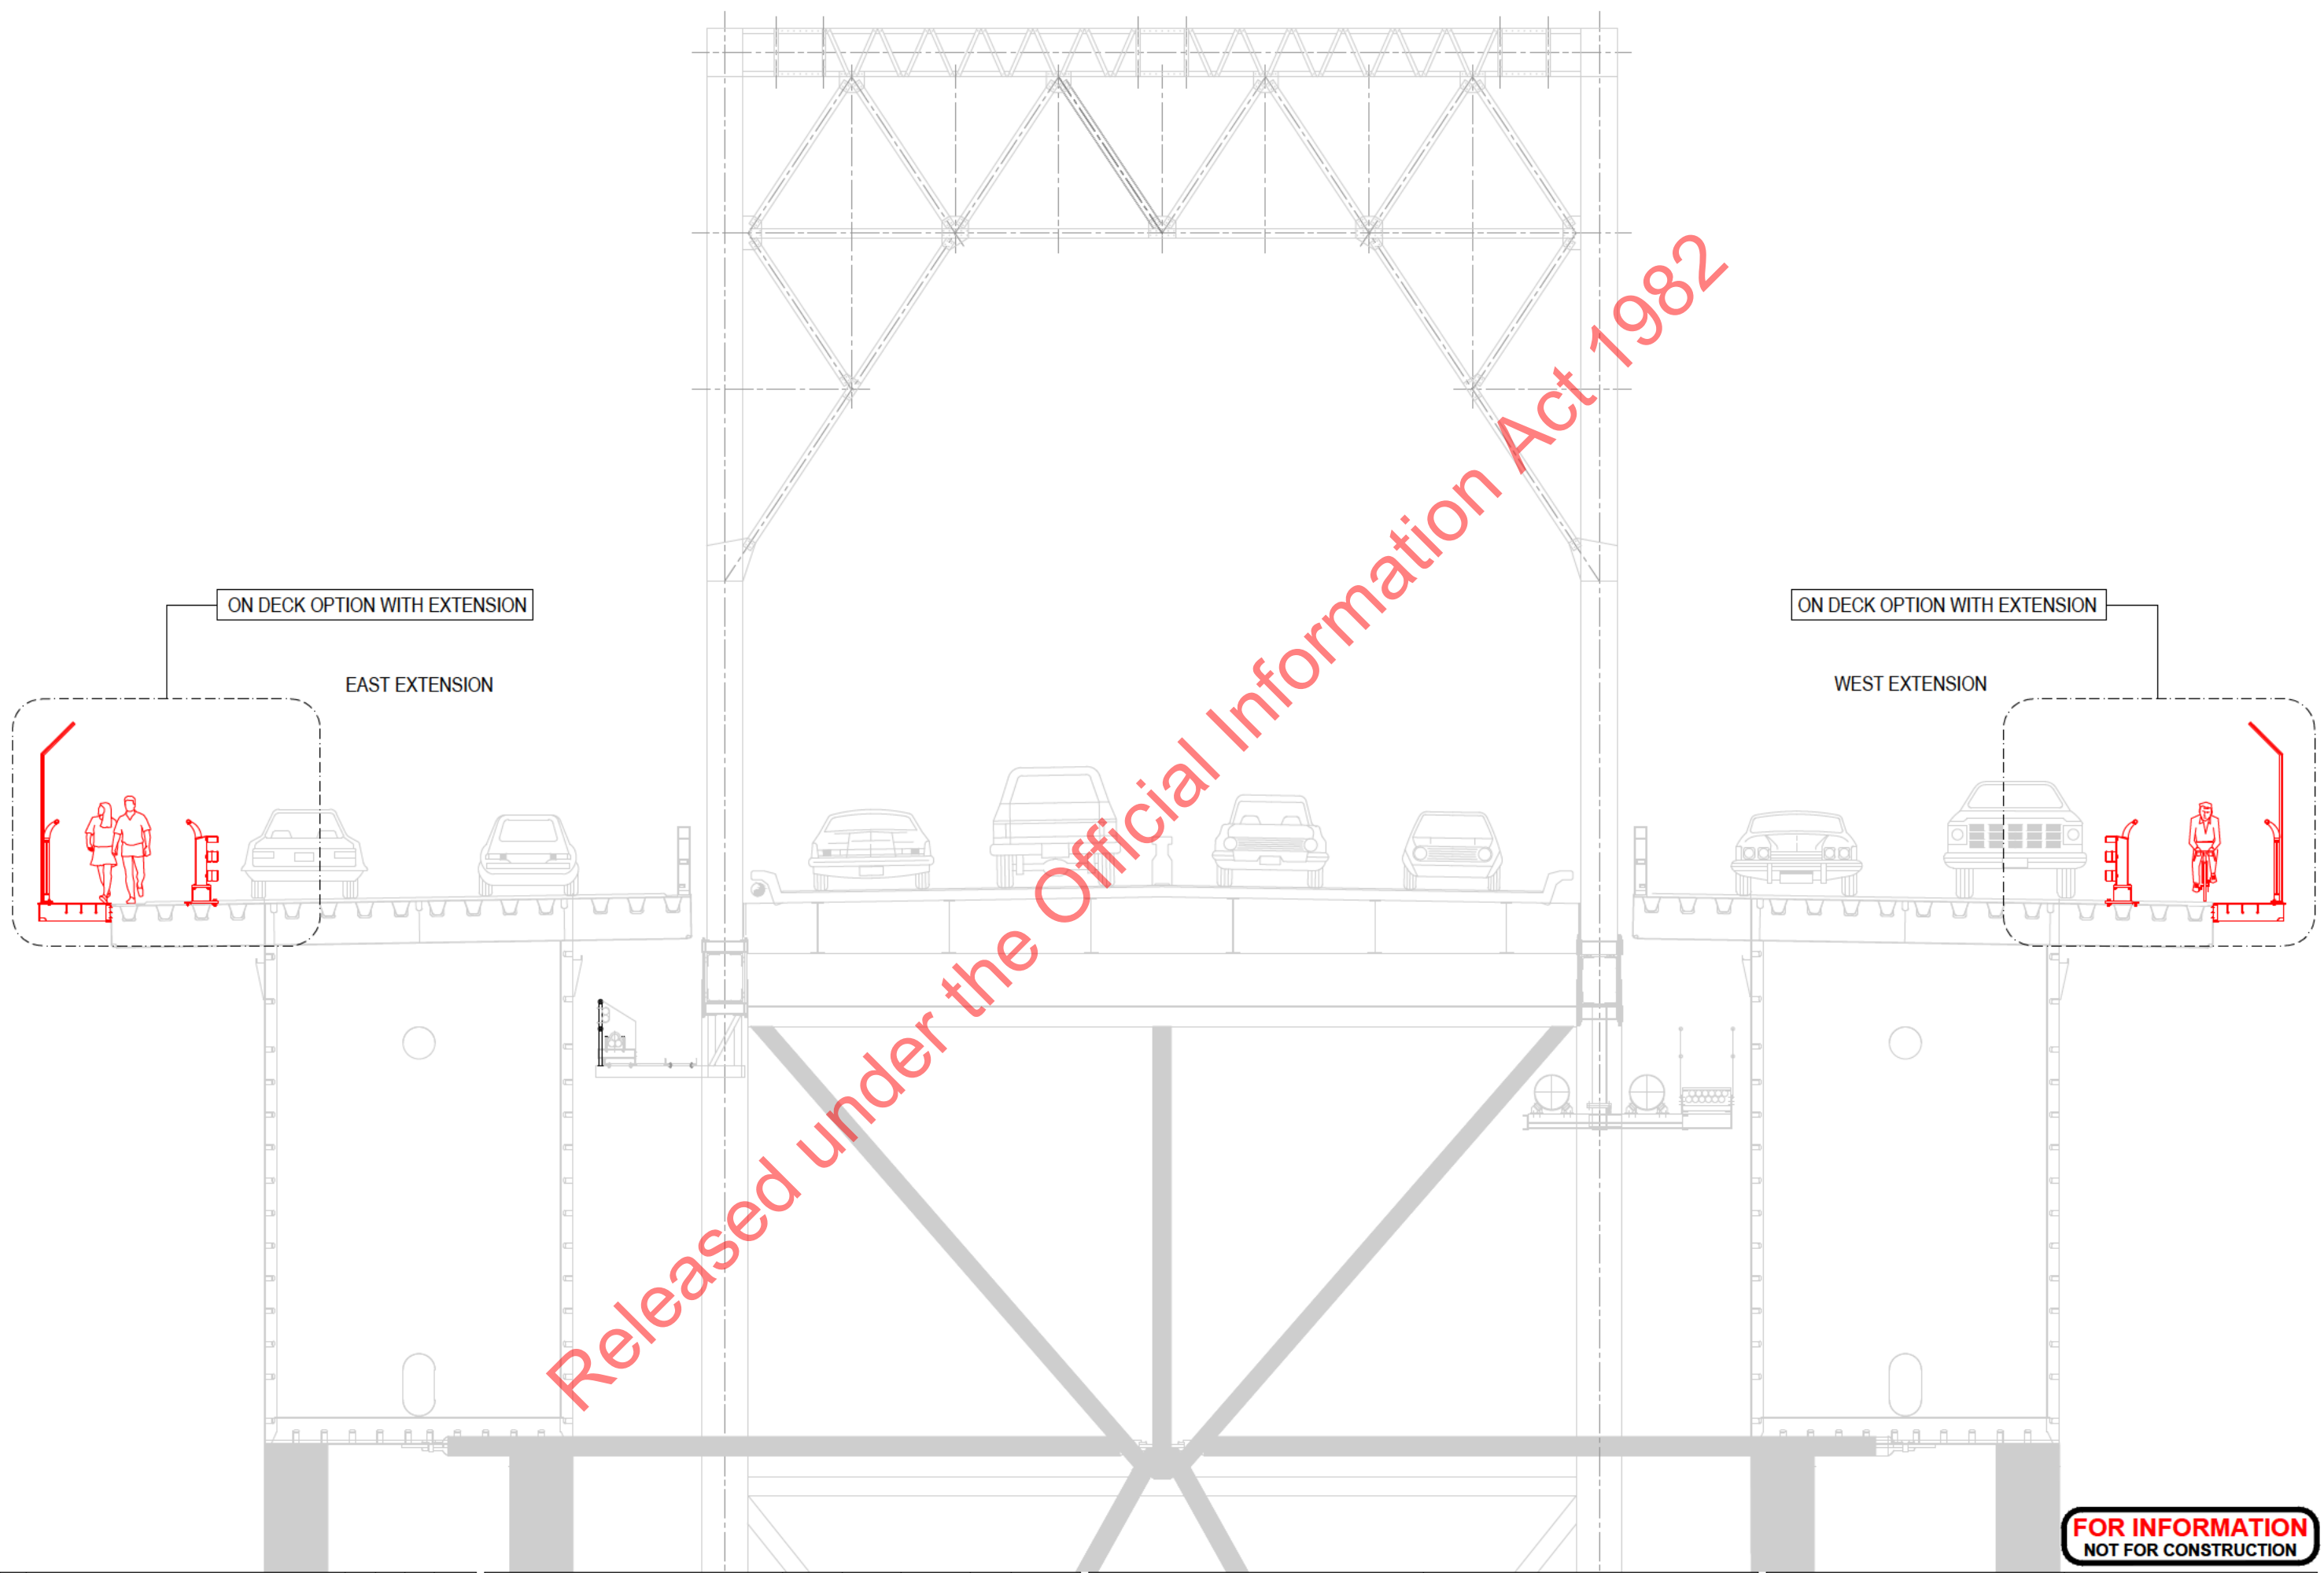 ON DECK OPTION WITH EXTENSION
EAST EXTENSION
ON DECK OPTION WITH EXTENSION
WEST EXTENSION
Released under the Official Information Act 1982
FOR INFORMATION
NOT FOR CONSTRUCTION